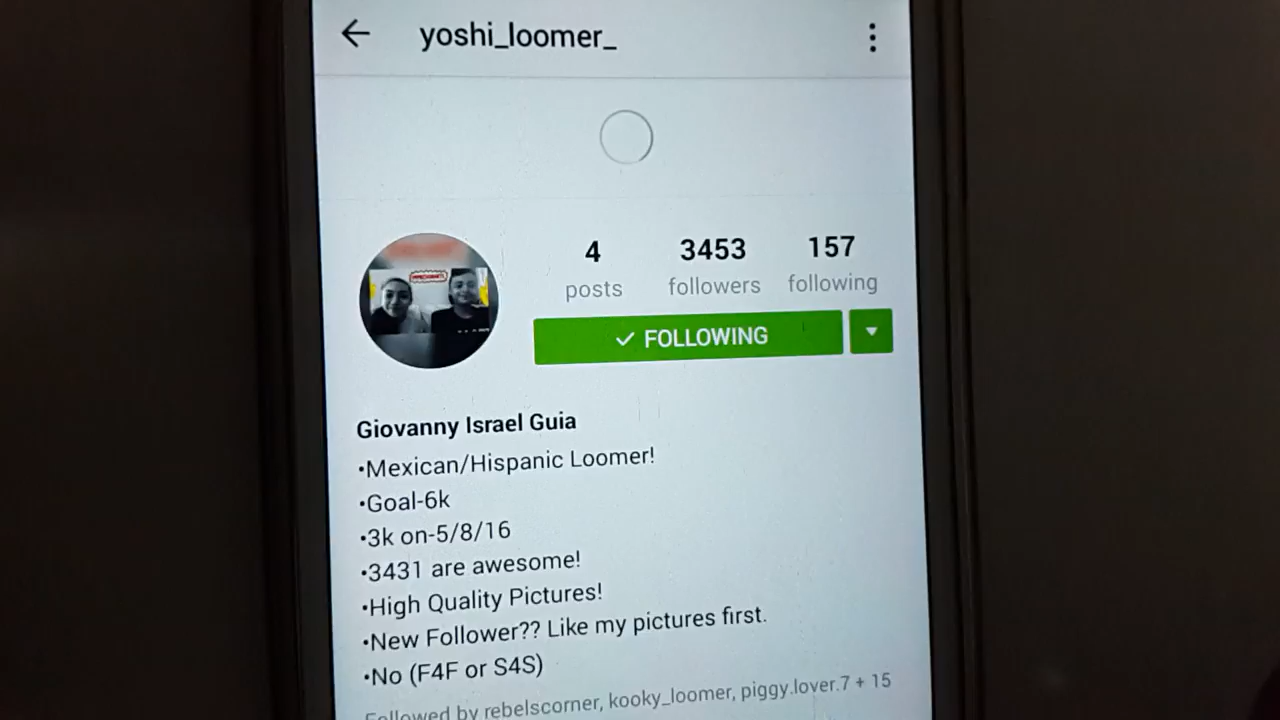 yoshi_loomer_
4 3453 157
posts followers following
✓ FOLLOWING
Giovanny Israel Guia
•Mexican/Hispanic Loomer!
•Goal-6k
•3k on-5/8/16
•3431 are awesome!
•High Quality Pictures!
•New Follower?? Like my pictures first.
•No (F4F or S4S)
Followed by rebelscorner, kooky_loomer, piggy.lover.7 + 15